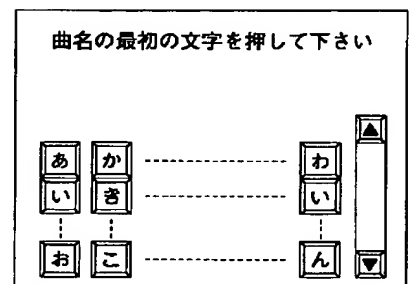 曲名の最初の文字を押して下さい
あ か わ
い き い
お こ ん